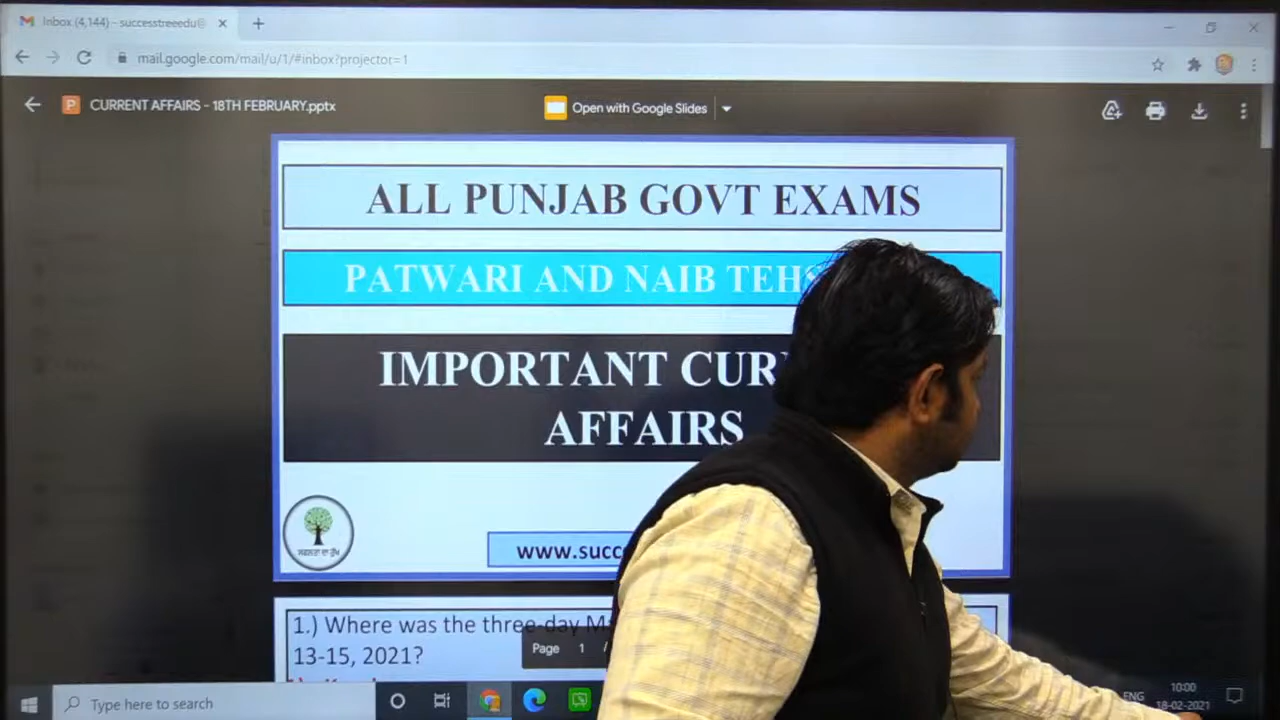 Inbox (4,144) - successtreeedu@
mail.google.com/mail/u/1/#inbox?projector=1
CURRENT AFFAIRS - 18TH FEBRUARY.pptx
Open with Google Slides
ALL PUNJAB GOVT EXAMS
PATWARI AND NAIB TEHS
IMPORTANT CUR
AFFAIRS
ਸਫਲਤਾ ਦਾ ਰੁੱਖ
www.succ
1.) Where was the three-day M
13-15, 2021?
Page 1 /
Type here to search
ENG
10:00
18-02-2021